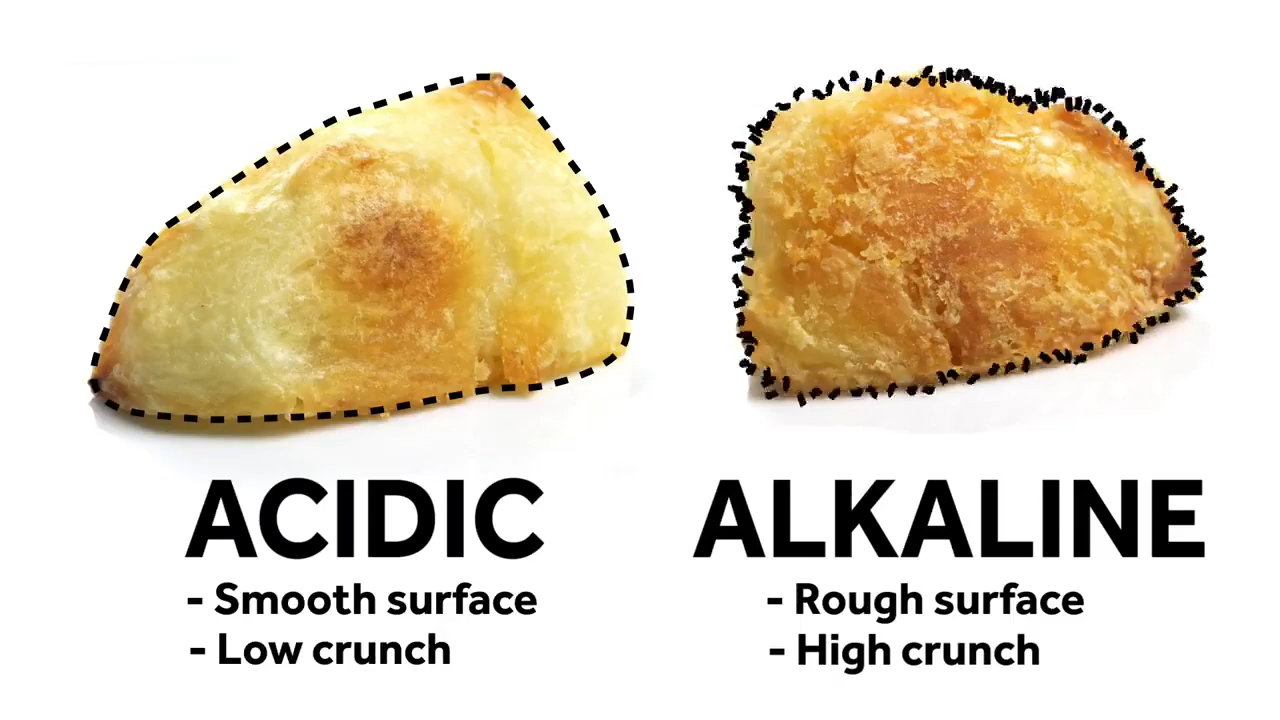 ACIDIC
- Smooth surface
- Low crunch
ALKALINE
- Rough surface
- High crunch